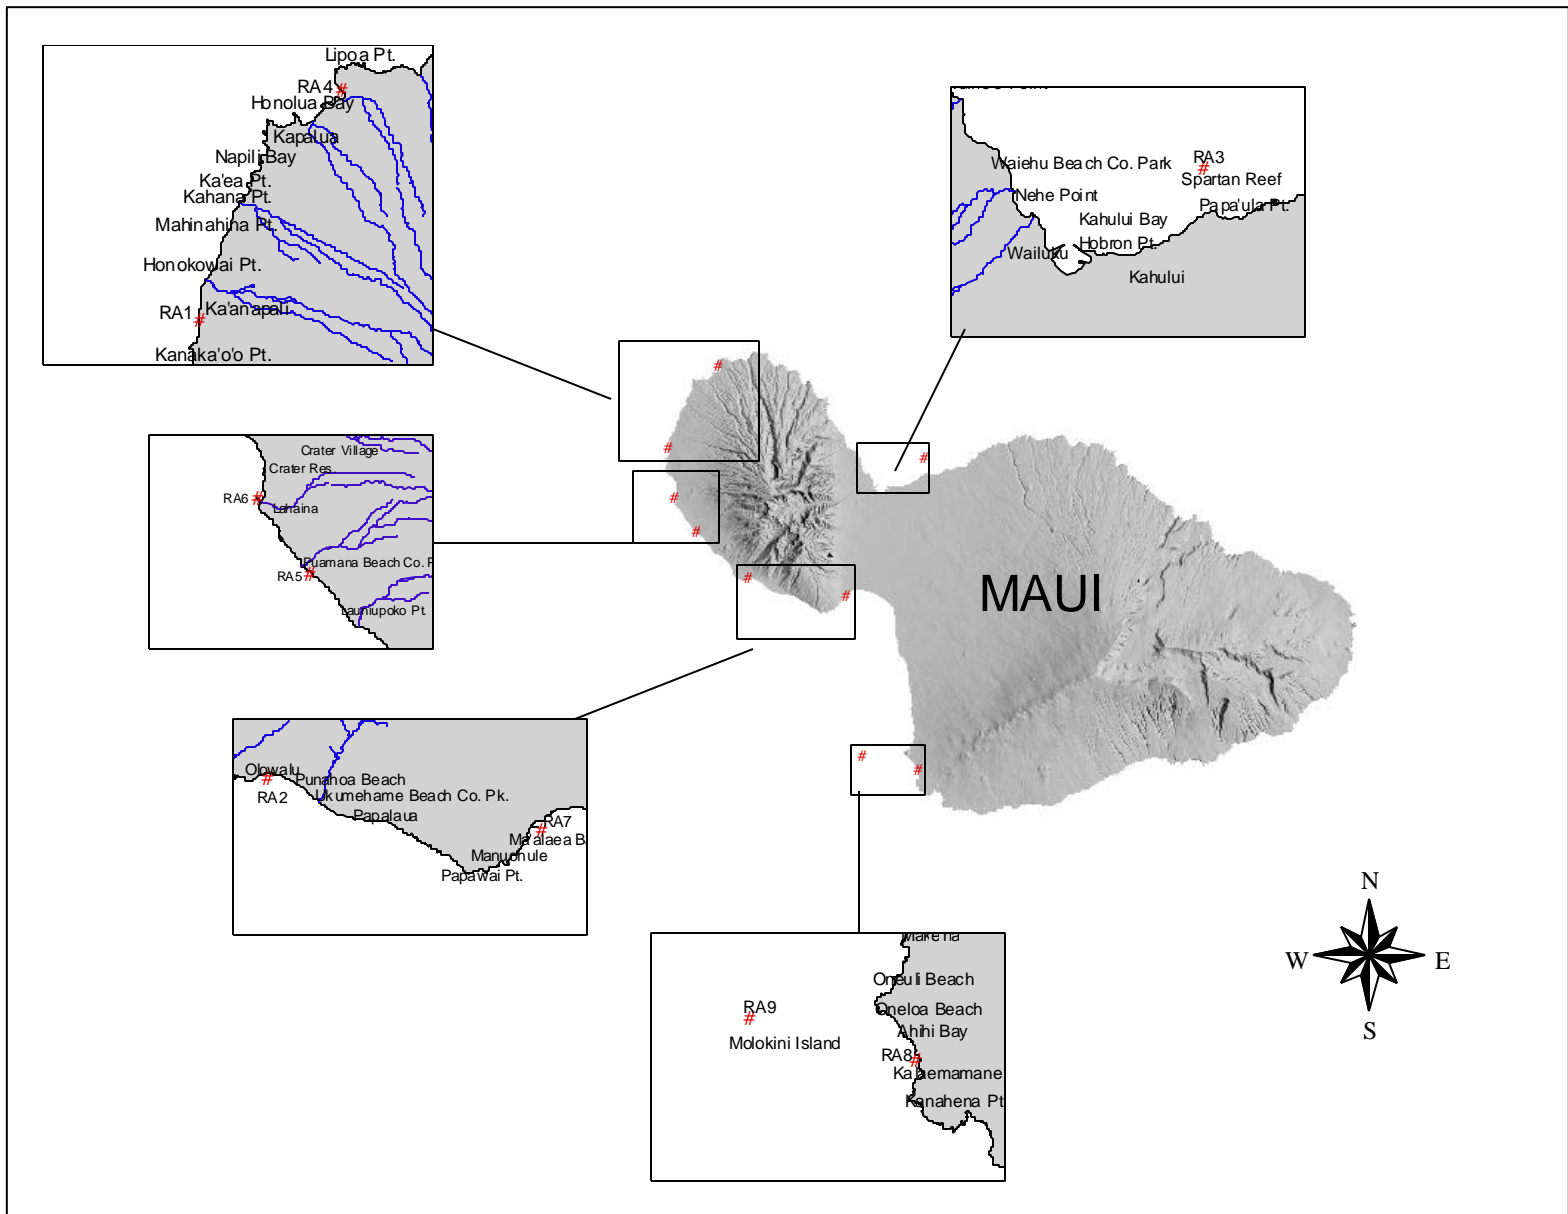 Lipoa Pt.
RA4
Honolua Bay
Kapalua
Napili Bay
Ka'ea Pt.
Kahana Pt.
Mahinahina Pt.
Honokowai Pt.
RA1
Ka'anapali
Kanaka'o'o Pt.
Waiehu Beach Co. Park
RA3
Spartan Reef
Nehe Point
Papa'ula Pt.
Kahului Bay
Hobron Pt.
Wailuku
Kahului
Crater Village
Crater Res.
RA6
Lahaina
Puamana Beach Co. P
RA5
Launiupoko Pt.
MAUI
Olowalu
Punahoa Beach
RA2
Ukumehame Beach Co. Pk.
Papalaua
RA7
Ma'alaea B
Manuohule
Papawai Pt.
Makena
Oneuli Beach
RA9
Oneloa Beach
Ahihi Bay
Molokini Island
RA8
Kalaemamane
Kanahena Pt
N
W
E
S